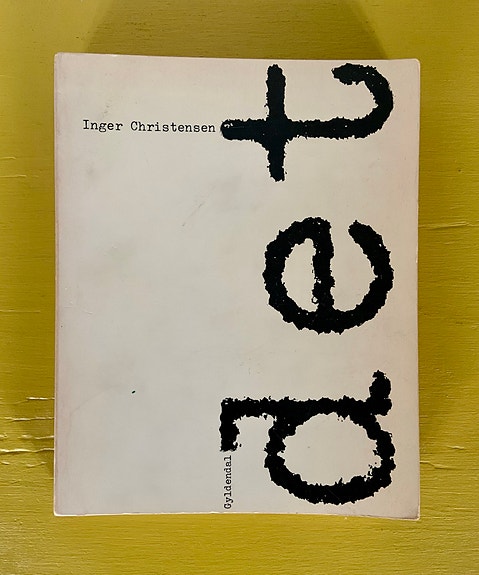 Inger Christensen
det
Gyldendal